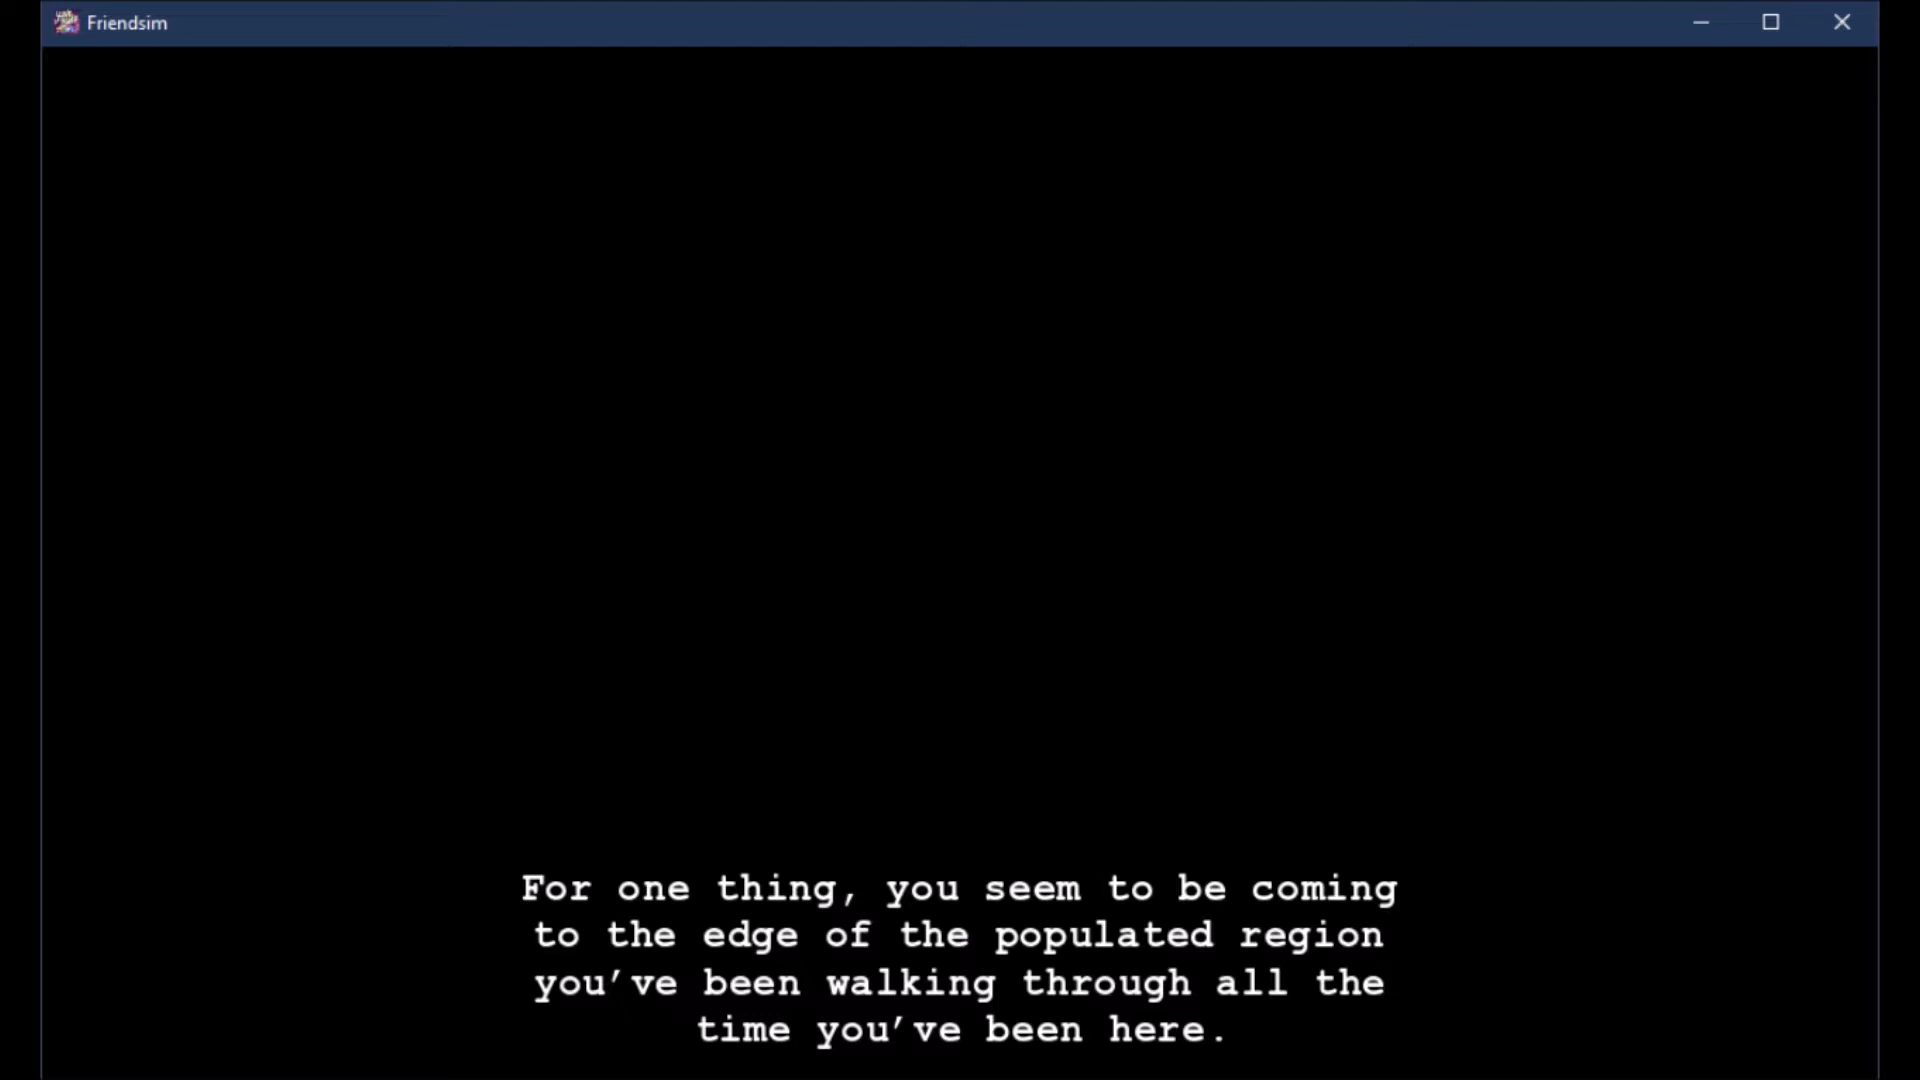 Friendsim
For one thing, you seem to be coming
to the edge of the populated region
you’ve been walking through all the
time you’ve been here.